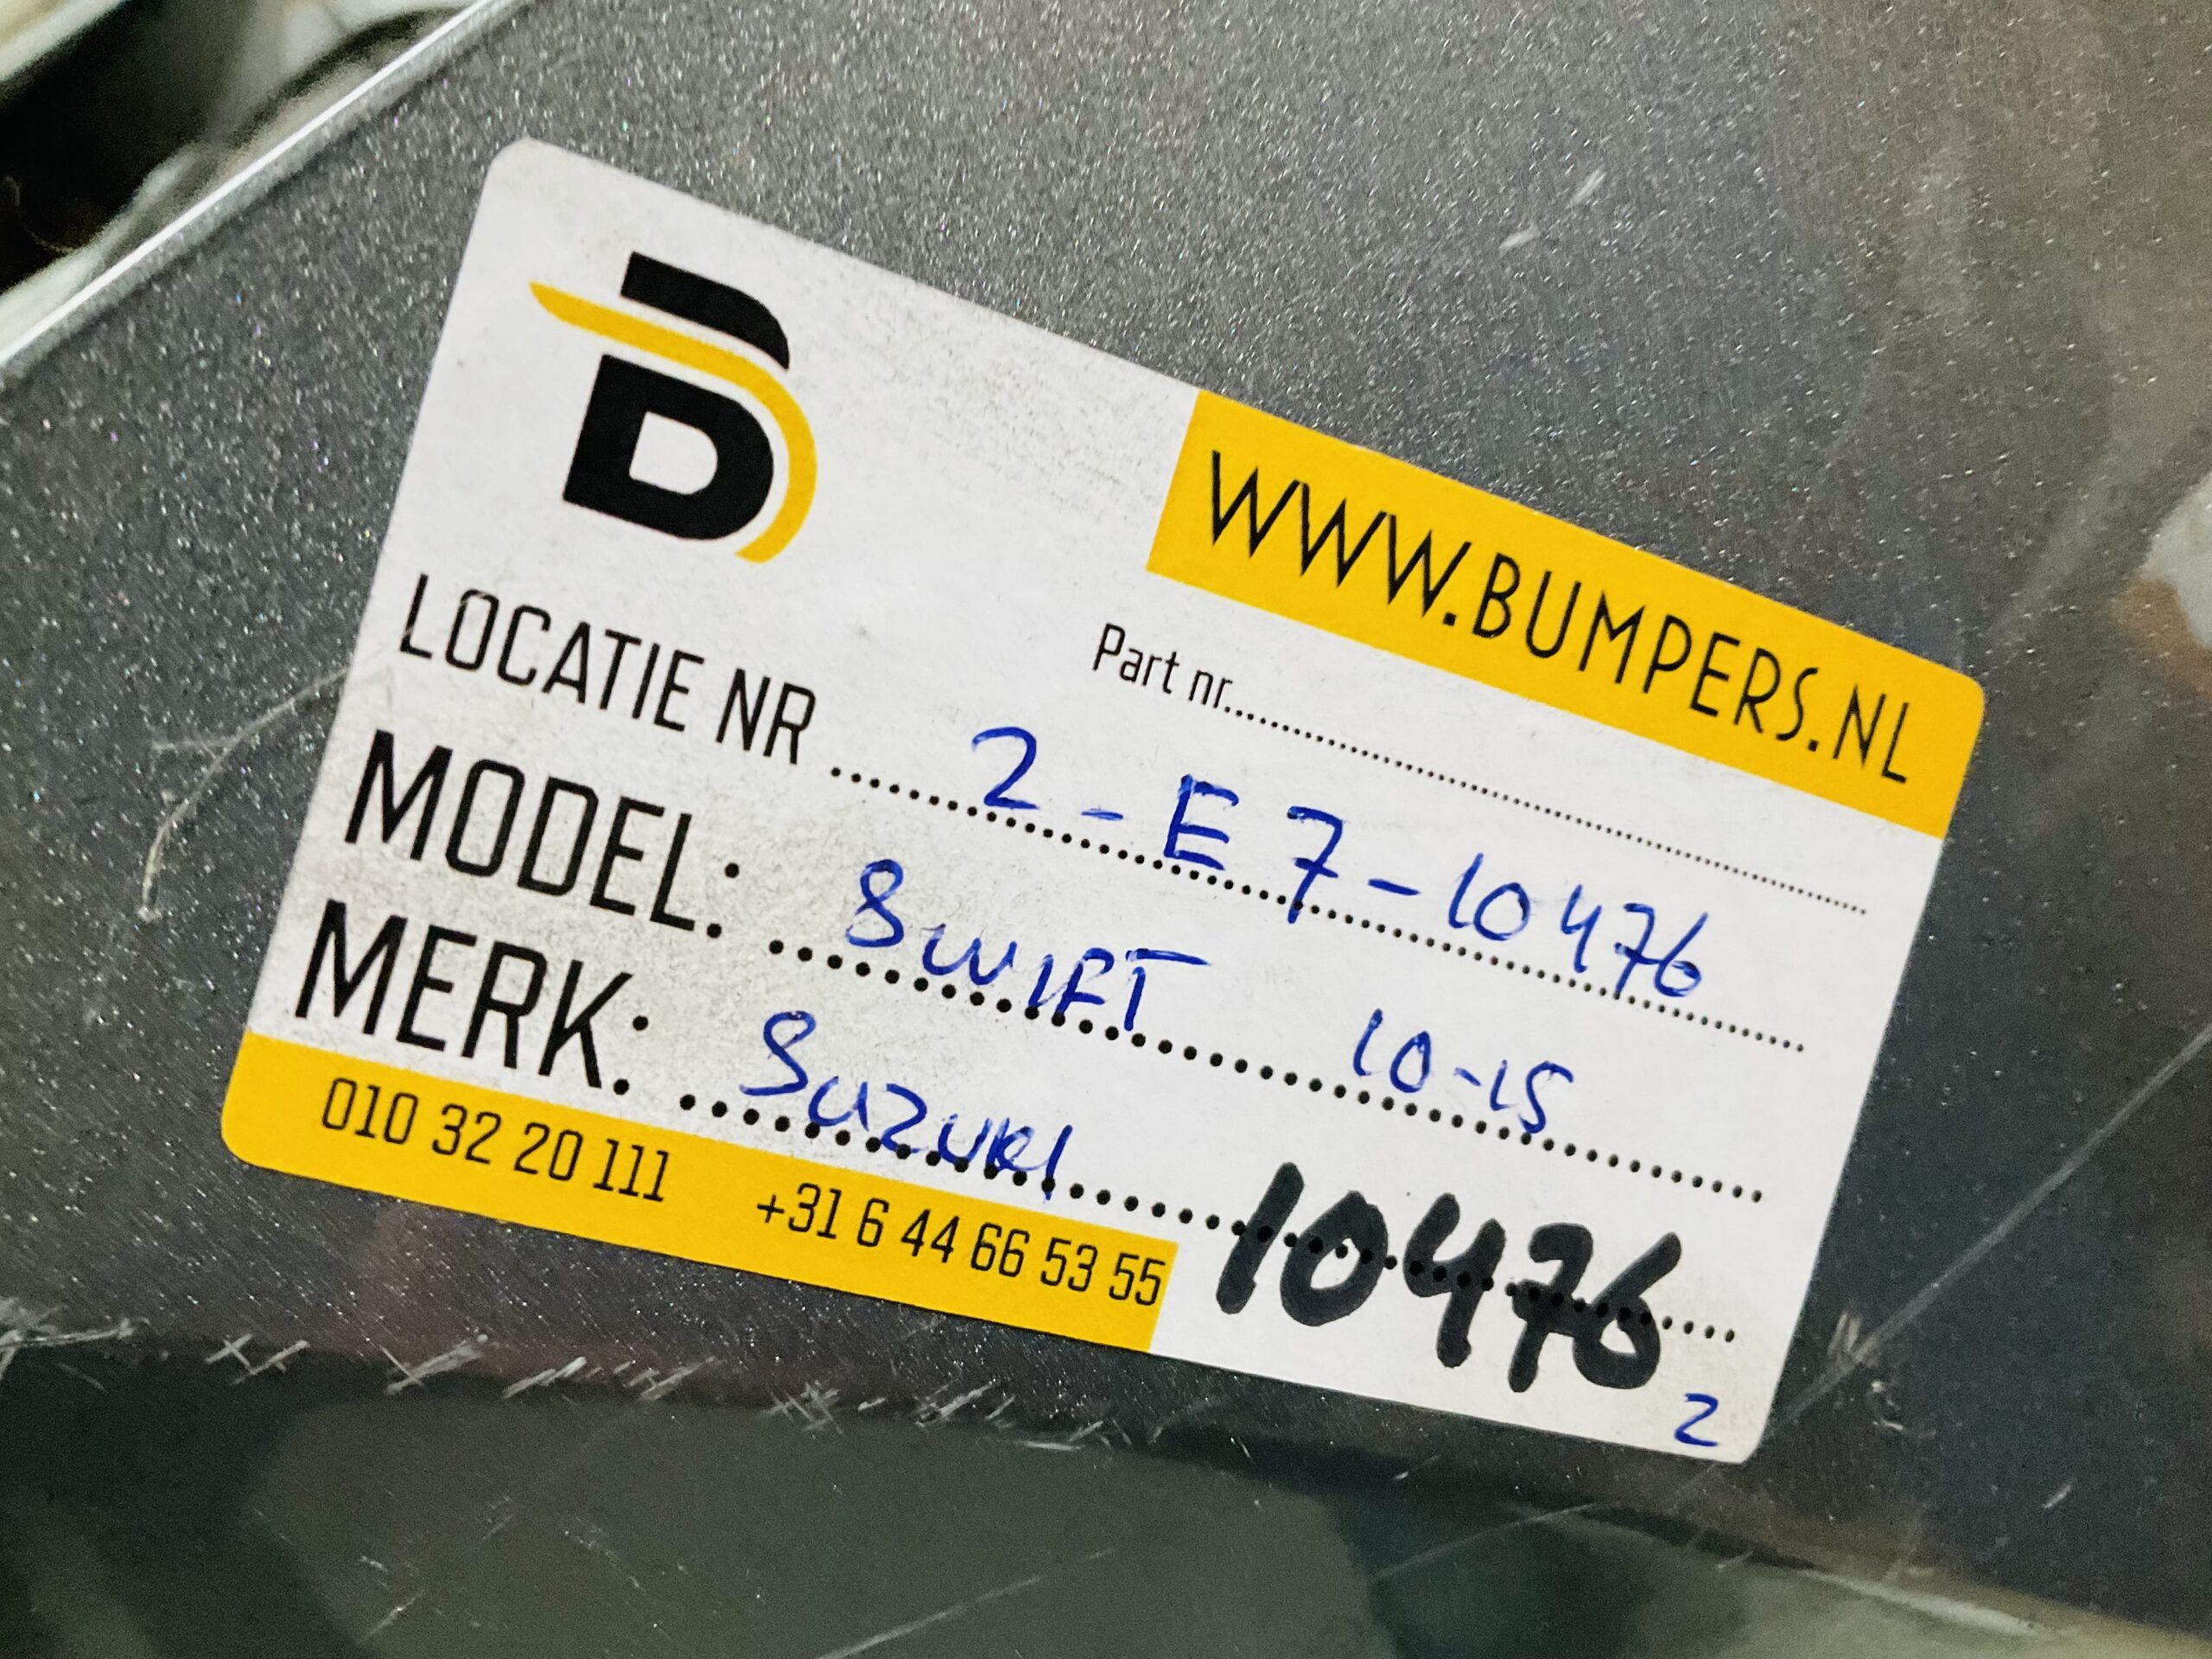 B
WWW.BUMPERS.NL
Part nr..........
LOCATIE NR ..... 2-E7-10476
MODEL: ... SWIFT 10-15
MERK: ... Suzuki
010 32 20 111 +31 6 44 66 53 55
10476
2